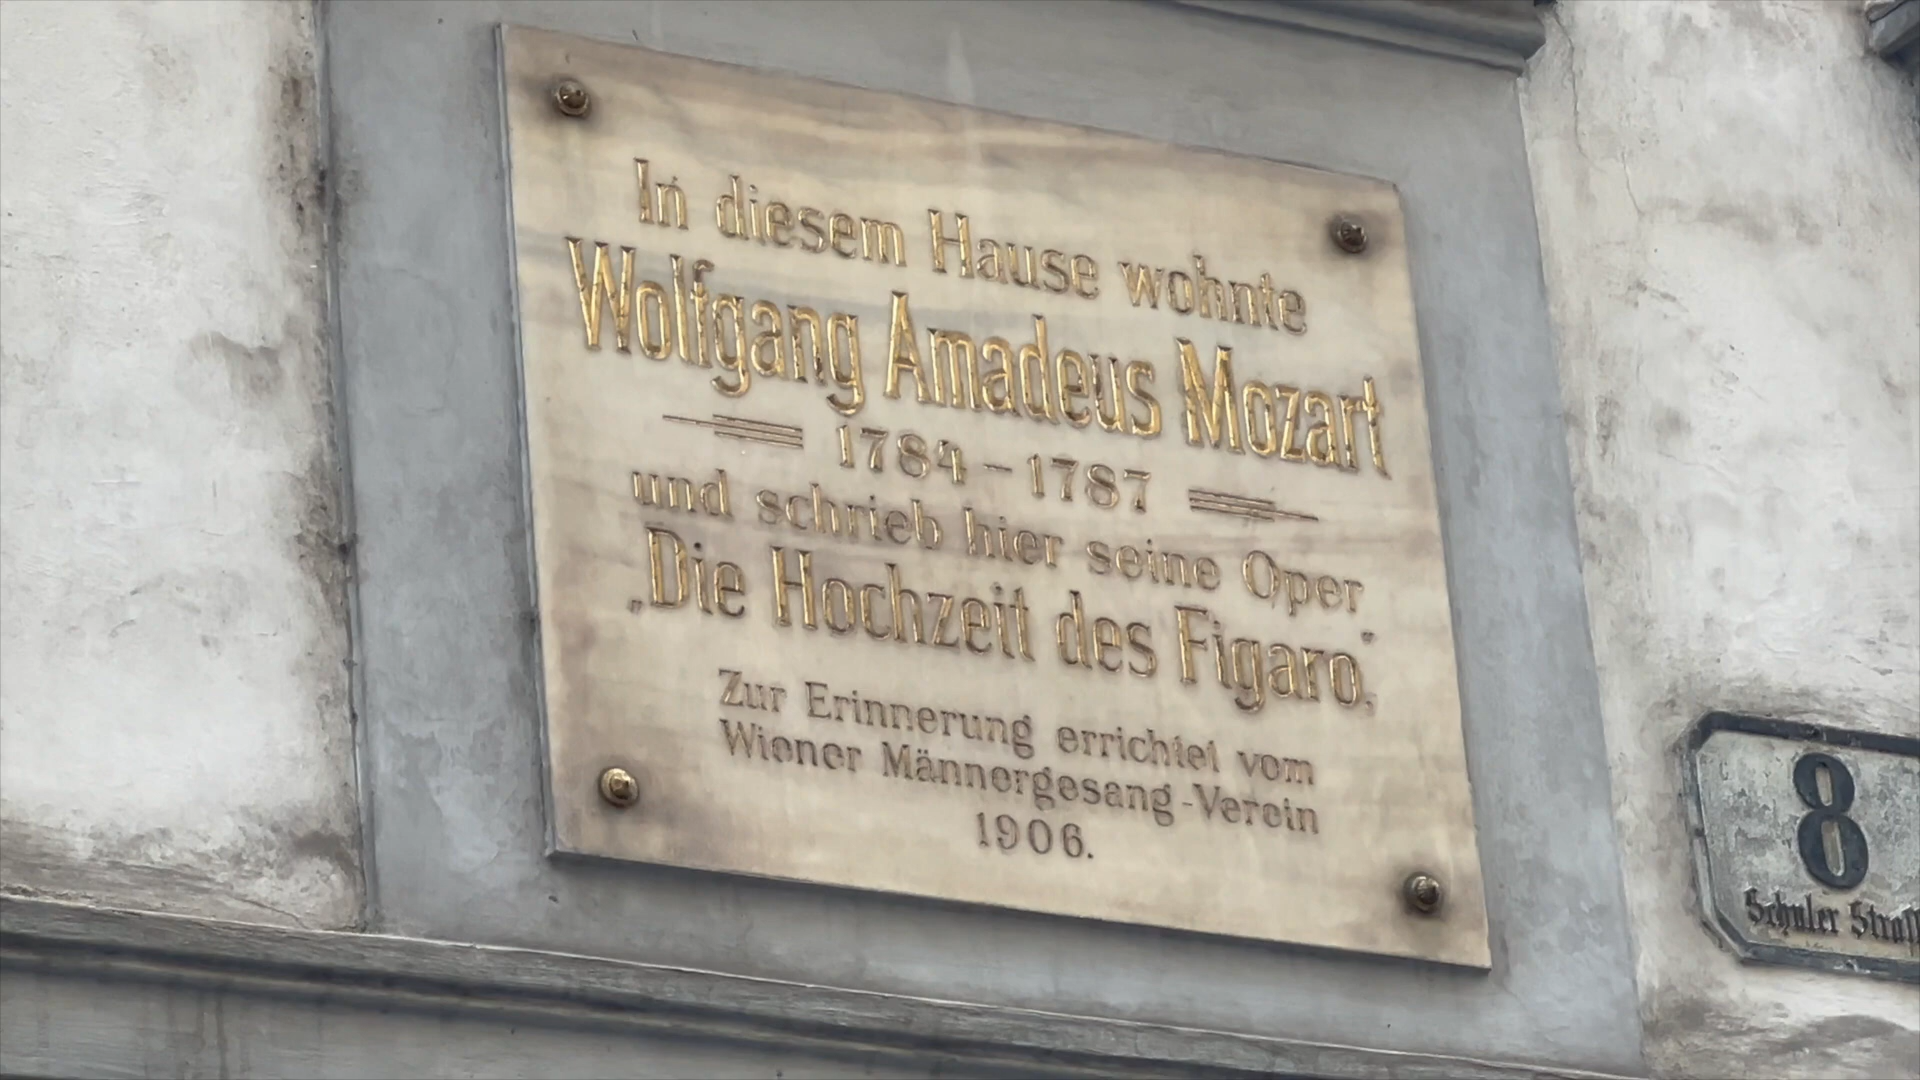 In diesem Hause wohnte
Wolfgang Amadeus Mozart
1784 - 1787
und schrieb hier seine Oper
„Die Hochzeit des Figaro“.
Zur Erinnerung errichtet vom
Wiener Männergesang-Verein
1906.
8
Schuler Straß